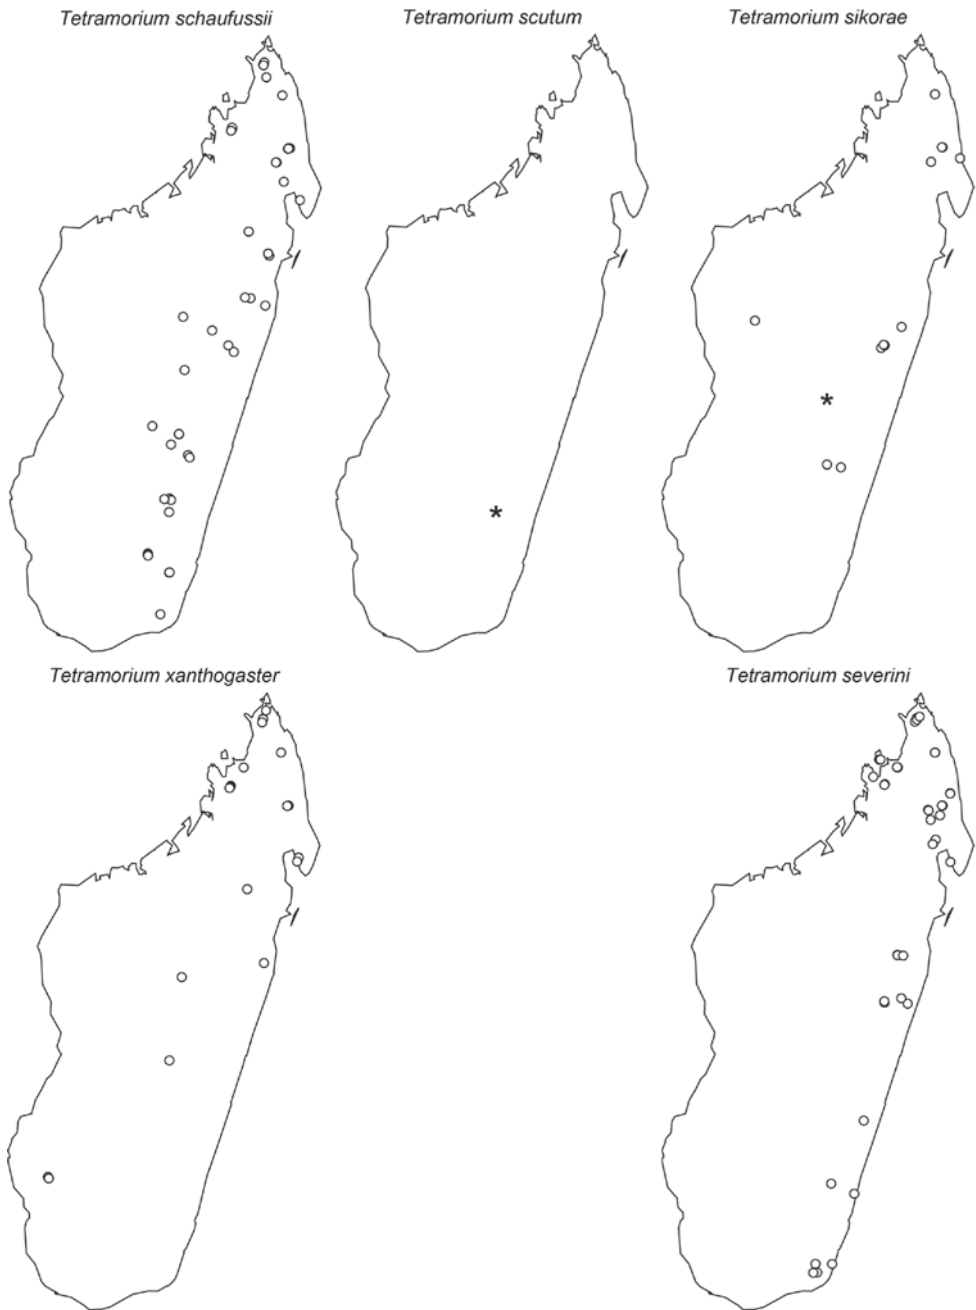 Tetramorium schaufussii
Tetramorium scutum
Tetramorium sikorae
Tetramorium xanthogaster
Tetramorium severini